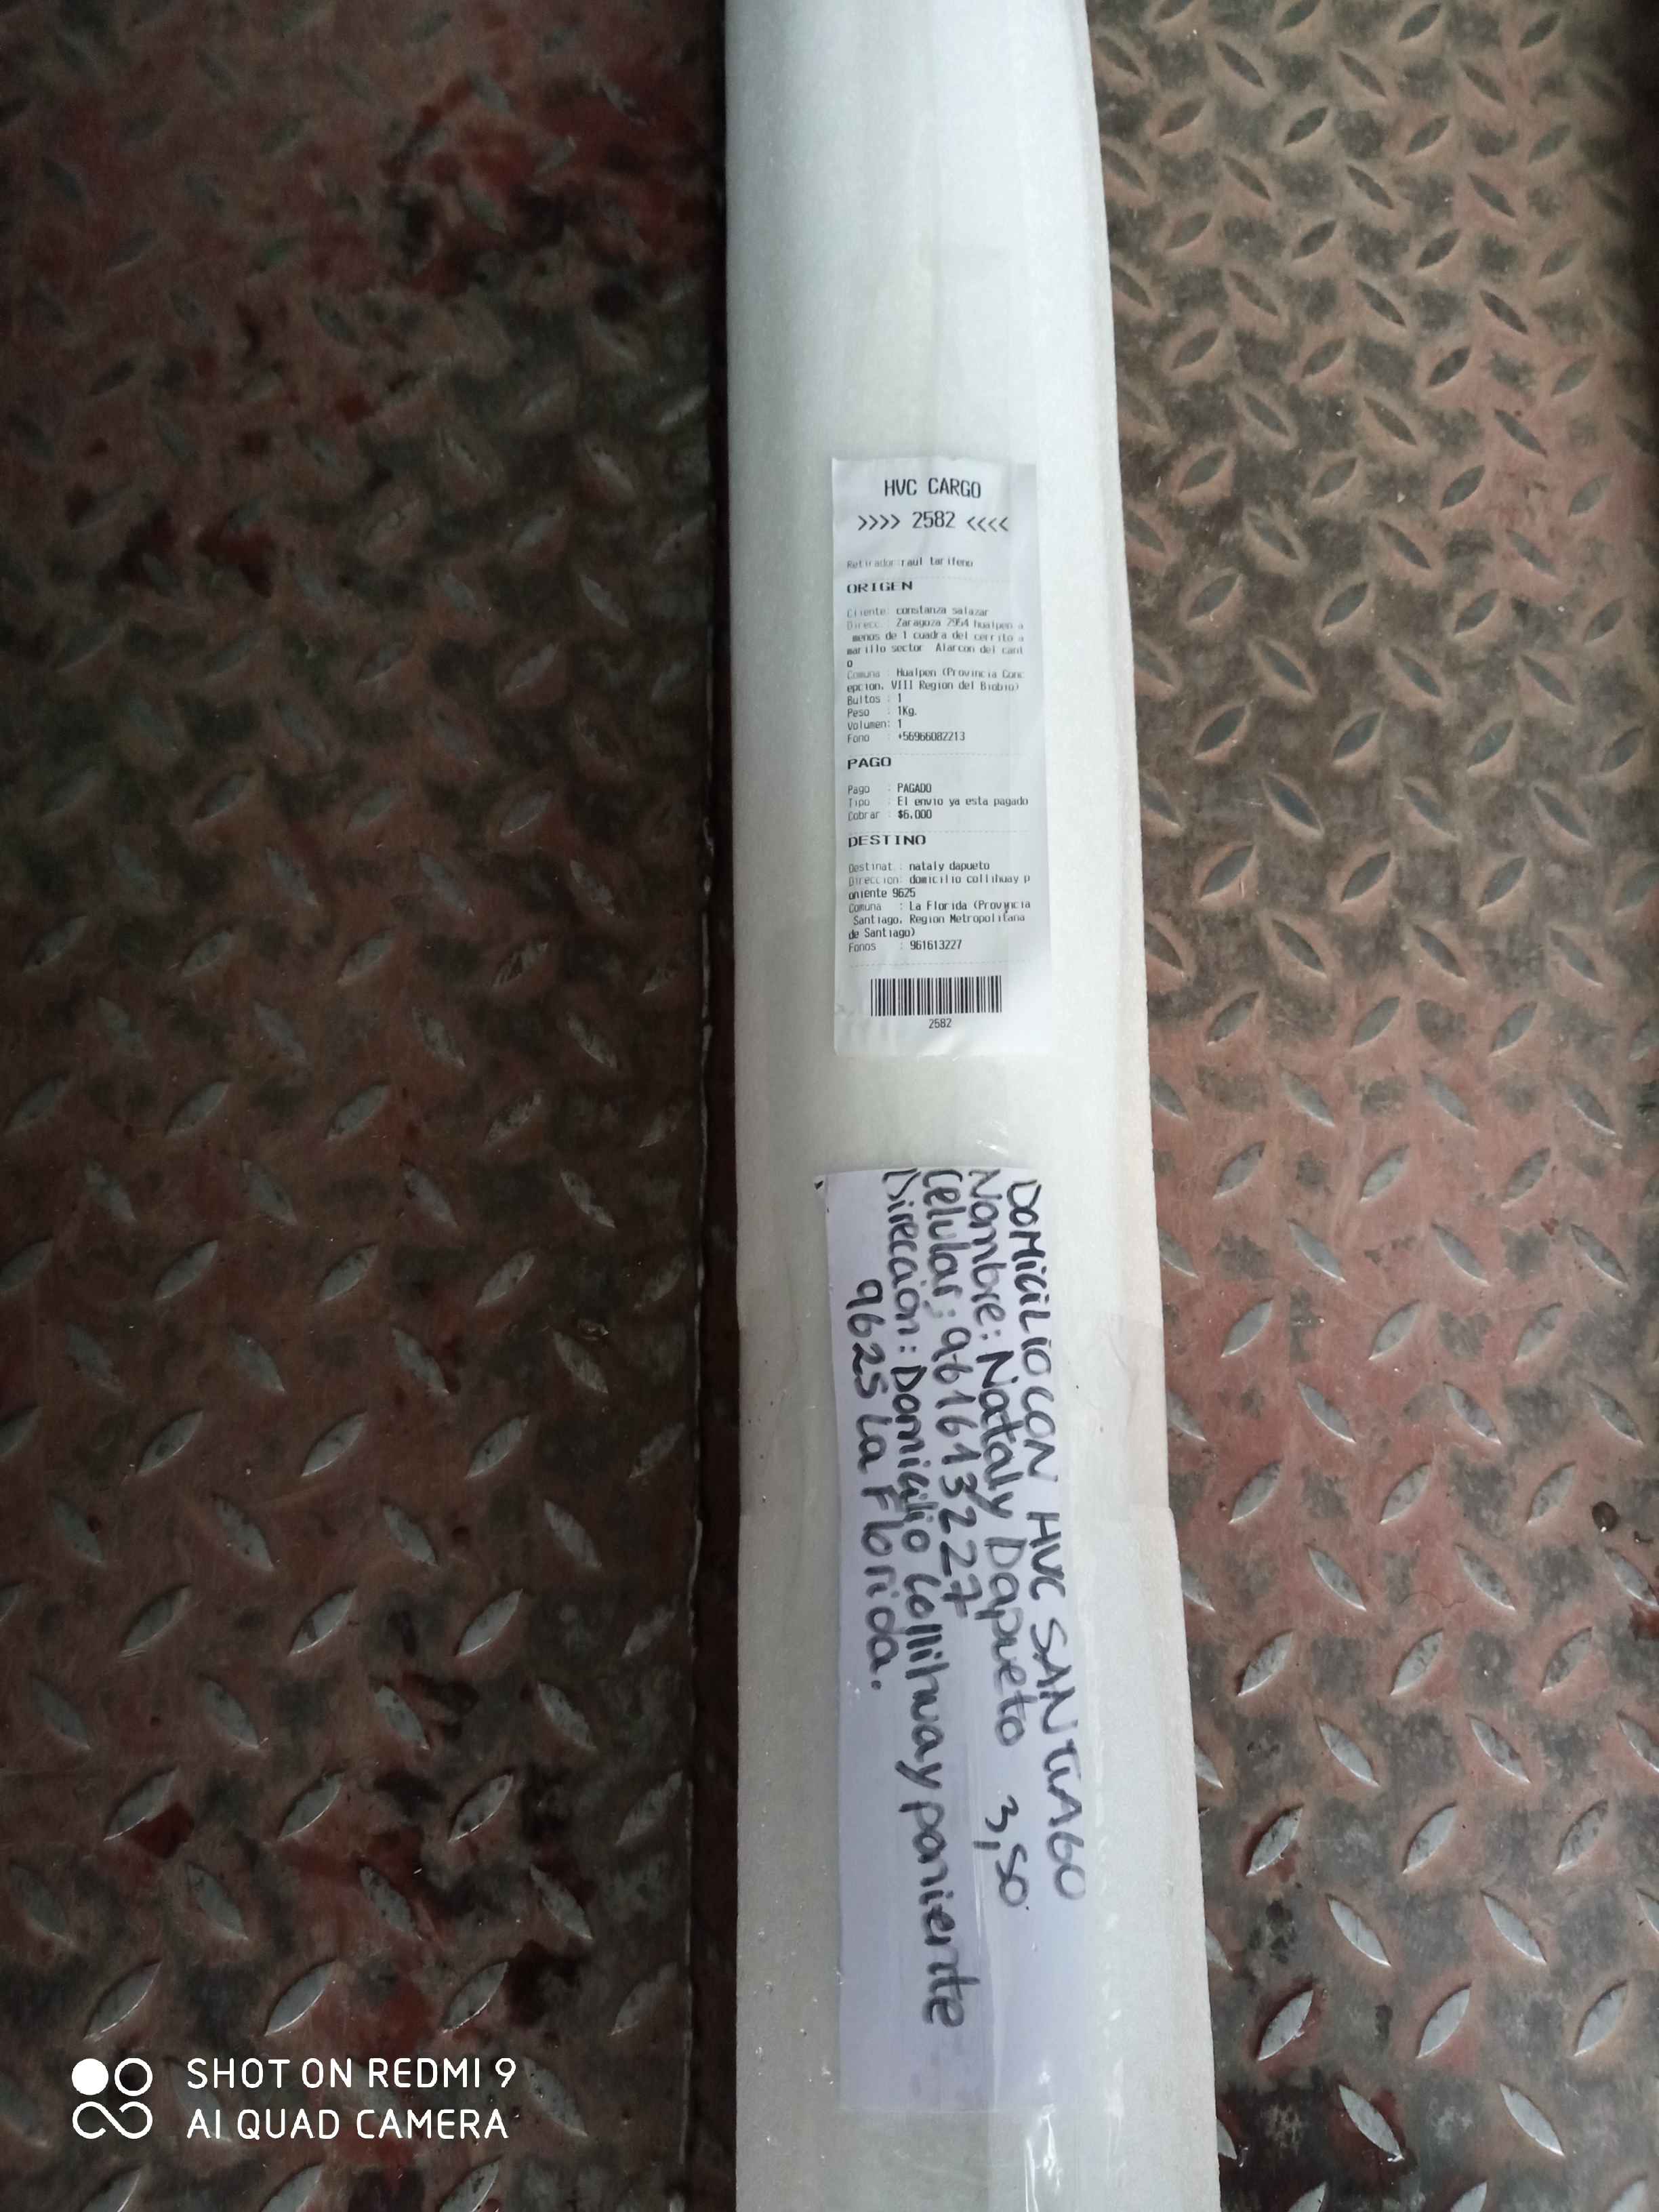 HVC CARGO
>>>> 2582 <<<<
Retirador:raul tarifeno
ORIGEN
Cliente: constanza salazar
Direcc.: Zaragoza 2954 hualpen a
menos de 1 cuadra del cerrito a
marillo sector Alarcon del cant
o
Comuna : Hualpen (Provincia Conc
epcion, VIII Region del Biobio)
Bultos : 1
Peso : 1Kg.
Volumen: 1
Fono : +56966082213
PAGO
Pago : PAGADO
Tipo : El envio ya esta pagado
Cobrar : $6.000
DESTINO
Destinat.: nataly dapueto
Direccion: domicilio collihuay p
oniente 9625
Comuna : La Florida (Provincia
Santiago, Region Metropolitana
de Santiago)
Fonos : 961613227
2582
DOMICILIO CON HVC SANTIAGO
Nombre: Nataly Dapueto 3,50
Celular: 961613227
Dirección: Domicilio Collihuay poniente
9625 La Florida.
SHOT ON REDMI 9
AI QUAD CAMERA